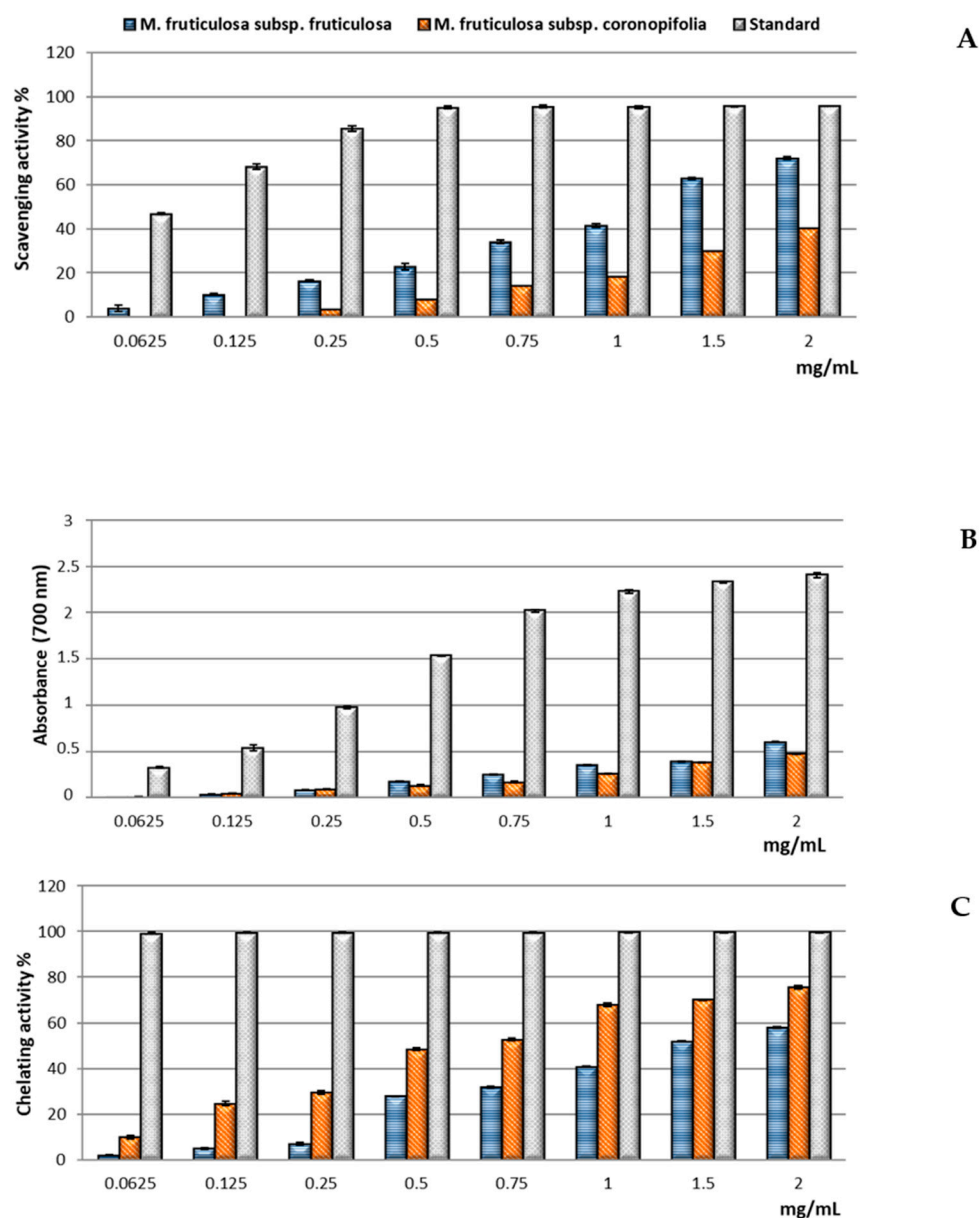 M. fruticulosa subsp. fruticulosa M. fruticulosa subsp. coronopifolia Standard
A
120
100
80
60
40
20
0
Scavenging activity %
0.0625 0.125 0.25 0.5 0.75 1 1.5 2
mg/mL
B
3
2.5
2
1.5
1
0.5
0
Absorbance (700 nm)
0.0625 0.125 0.25 0.5 0.75 1 1.5 2
mg/mL
C
120
100
80
60
40
20
0
Chelating activity %
0.0625 0.125 0.25 0.5 0.75 1 1.5 2
mg/mL